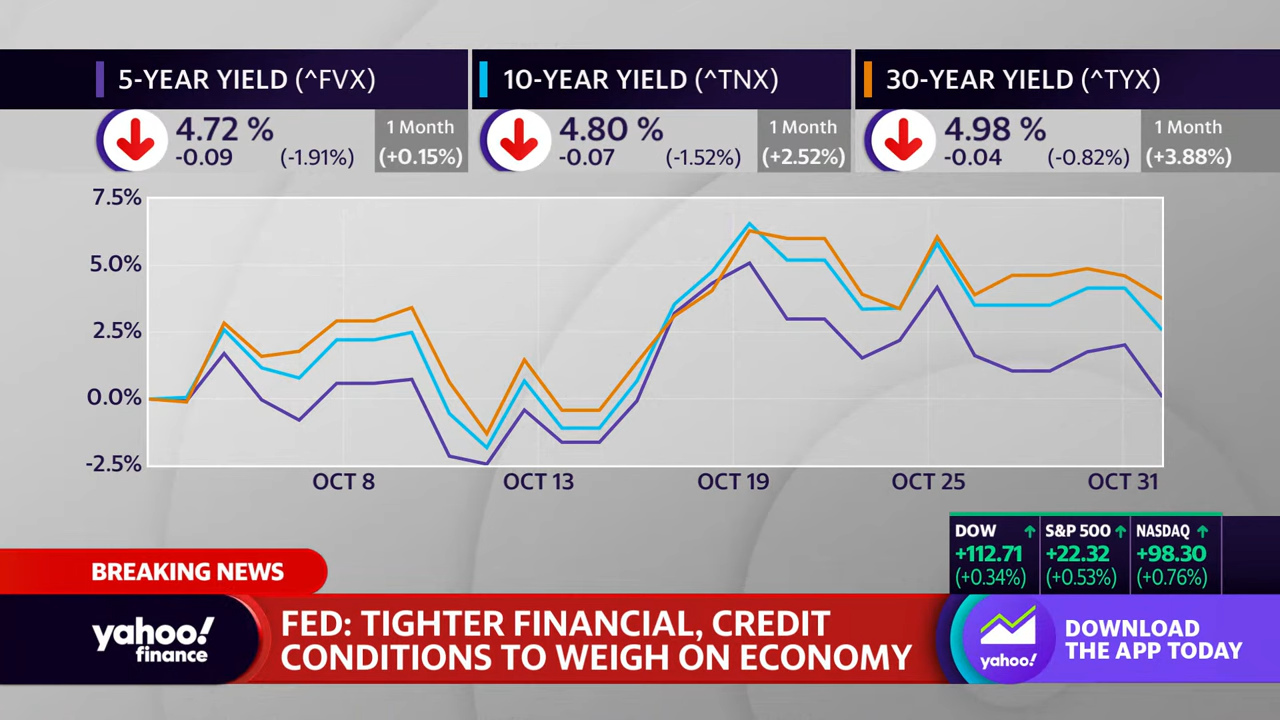 5-YEAR YIELD (^FVX)
4.72 %
-0.09 (-1.91%)
1 Month
(+0.15%)
10-YEAR YIELD (^TNX)
4.80 %
-0.07 (-1.52%)
1 Month
(+2.52%)
30-YEAR YIELD (^TYX)
4.98 %
-0.04 (-0.82%)
1 Month
(+3.88%)
7.5%
5.0%
2.5%
0.0%
-2.5%
OCT 8 OCT 13 OCT 19 OCT 25 OCT 31
DOW
+112.71
(+0.34%)
S&P 500
+22.32
(+0.53%)
NASDAQ
+98.30
(+0.76%)
BREAKING NEWS
yahoo!
finance
FED: TIGHTER FINANCIAL, CREDIT
CONDITIONS TO WEIGH ON ECONOMY
yahoo!
DOWNLOAD
THE APP TODAY